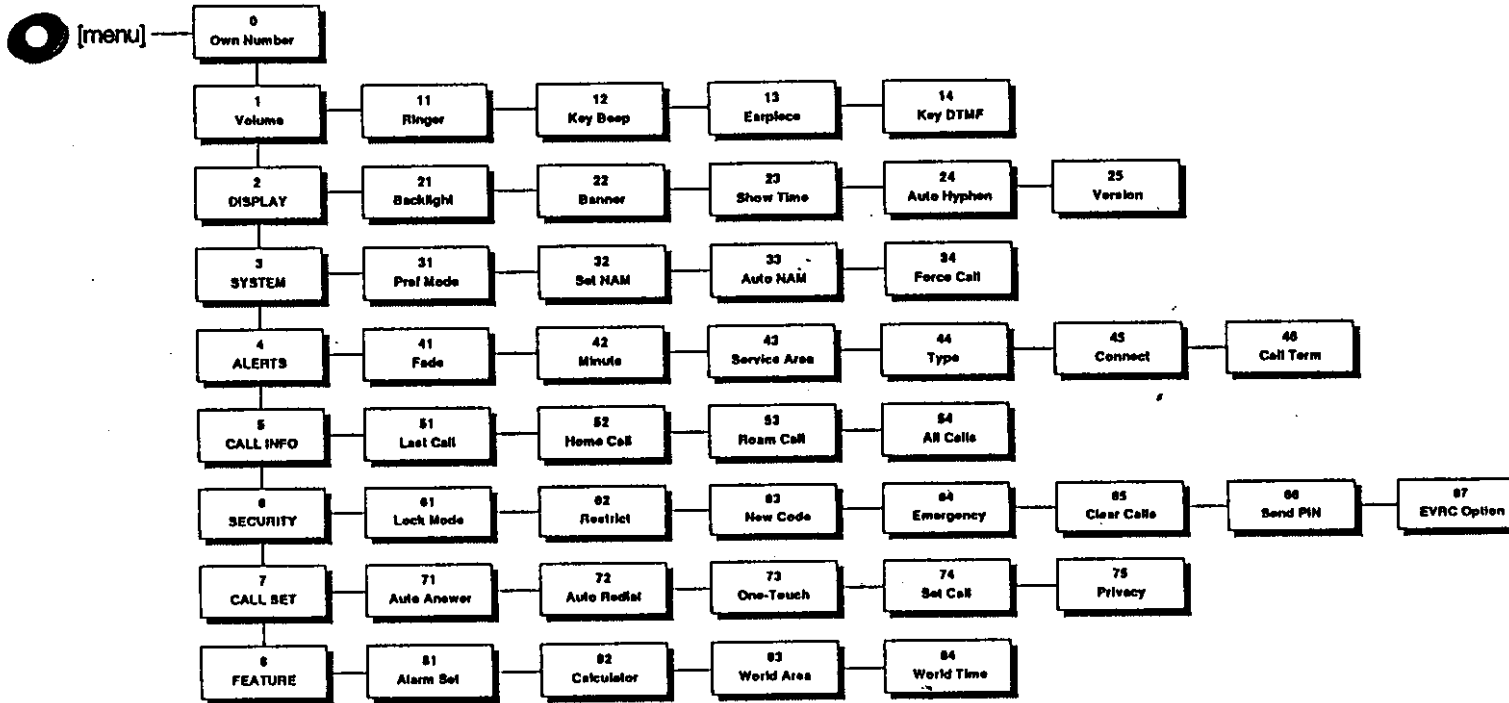 [menu]
0
Own Number
1
Volume
11
Ringer
12
Key Beep
13
Earpiece
14
Key DTMF
2
DISPLAY
21
Backlight
22
Banner
23
Show Time
24
Auto Hyphen
25
Version
3
SYSTEM
31
Pref Mode
32
Set NAM
33
Auto NAM
34
Force Call
4
ALERTS
41
Fade
42
Minute
43
Service Area
44
Type
45
Connect
46
Call Term
5
CALL INFO
51
Last Call
52
Home Call
53
Roam Call
54
All Calls
6
SECURITY
61
Lock Mode
62
Restrict
63
New Code
64
Emergency
65
Clear Calls
66
Send PIN
67
EVRC Option
7
CALL SET
71
Auto Answer
72
Auto Redial
73
One-Touch
74
Set Call
75
Privacy
8
FEATURE
81
Alarm Set
82
Calculator
83
World Area
84
World Time